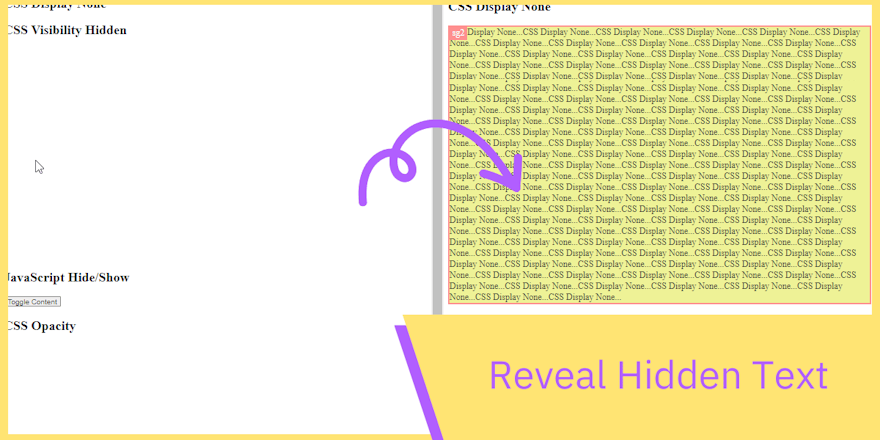 CSS Display None
CSS Visibility Hidden
JavaScript Hide/Show
Toggle Content
CSS Opacity
CSS Display None
sg2 Display None...CSS Display None...CSS Display None...CSS Display None...CSS Display None...CSS Display
None...CSS Display None...CSS Display None...CSS Display None...CSS Display None...CSS Display None...CSS
Display None...CSS Display None...CSS Display None...CSS Display None...CSS Display None...CSS Display
None...CSS Display None...CSS Display None...CSS Display None...CSS Display None...CSS Display None...CSS
Display None...CSS Display None...CSS Display None...CSS Display None...CSS Display None...CSS Display
Display None...CSS Display None...CSS Display None...CSS Display None...CSS Display None...CSS Display
None...CSS Display None...CSS Display None...CSS Display None...CSS Display None...CSS Display None...CSS
Display None...CSS Display None...CSS Display None...CSS Display None...CSS Display None...CSS Display
None...CSS Display None...CSS Display None...CSS Display None...CSS Display None...CSS Display None...CSS
Display None...CSS Display None...CSS Display None...CSS Display None...CSS Display None...CSS Display
None...CSS Display None...CSS Display None...CSS Display None...CSS Display None...CSS Display None...CSS
Display None...CSS Display None...CSS Display None...CSS Display None...CSS Display None...CSS Display
None...CSS Display None...CSS Display None...CSS Display None...CSS Display None...CSS Display None...CSS
Display None...CSS Display None...CSS Display None...CSS Display None...CSS Display None...CSS Display
None...CSS Display None...CSS Display None...CSS Display None...CSS Display None...CSS Display None...CSS
Display None...CSS Display None...CSS Display None...CSS Display None...CSS Display None...CSS Display
None...CSS Display None...CSS Display None...CSS Display None...CSS Display None...CSS Display None...CSS
Display None...CSS Display None...CSS Display None...CSS Display None...CSS Display None...CSS Display
None...CSS Display None...CSS Display None...CSS Display None...CSS Display None...CSS Display None...CSS
Display None...CSS Display None...CSS Display None...CSS Display None...CSS Display None...CSS Display
None...CSS Display None...CSS Display None...CSS Display None...CSS Display None...CSS Display None...CSS
Display None...CSS Display None...CSS Display None...CSS Display None...CSS Display None...CSS Display
None...CSS Display None...CSS Display None...CSS Display None...CSS Display None...CSS Display None...CSS
Display None...CSS Display None...CSS Display None...CSS Display None...CSS Display None...CSS Display
None...CSS Display None...CSS Display None...
Reveal Hidden Text